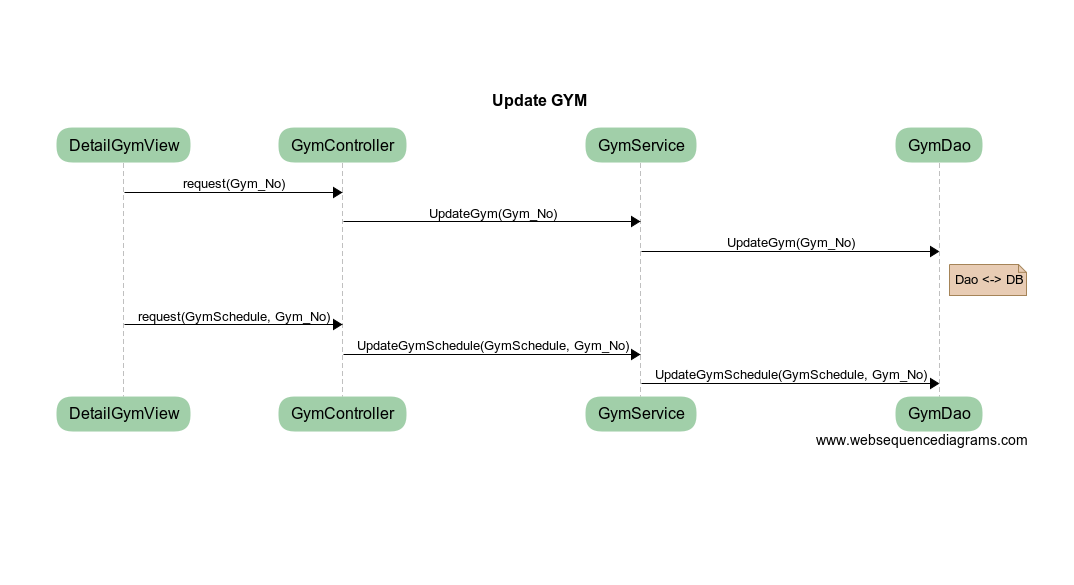 Update GYM
DetailGymView
GymController
GymService
GymDao
request(Gym_No)
UpdateGym(Gym_No)
UpdateGym(Gym_No)
Dao <-> DB
request(GymSchedule, Gym_No)
UpdateGymSchedule(GymSchedule, Gym_No)
UpdateGymSchedule(GymSchedule, Gym_No)
DetailGymView
GymController
GymService
GymDao
www.websequencediagrams.com